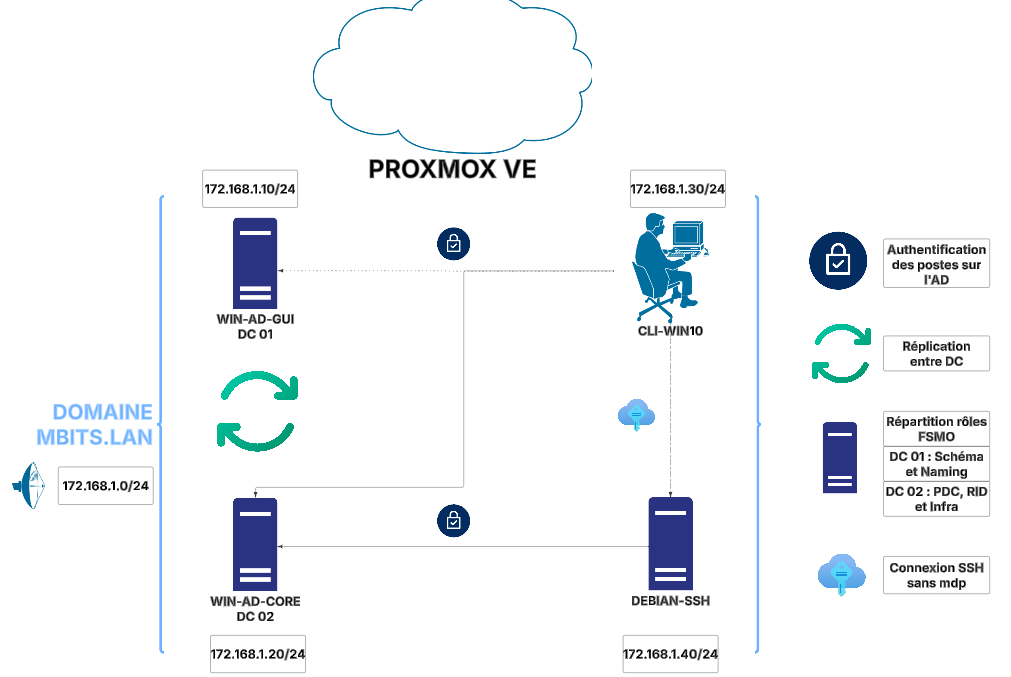 PROXMOX VE
172.168.1.10/24
172.168.1.30/24
WIN-AD-GUI
DC 01
CLI-WIN10
DOMAINE
MBITS.LAN
172.168.1.0/24
WIN-AD-CORE
DC 02
DEBIAN-SSH
172.168.1.20/24
172.168.1.40/24
Authentification
des postes sur
l'AD
Réplication
entre DC
Répartition rôles
FSMO
DC 01 : Schéma
et Naming
DC 02 : PDC, RID
et Infra
Connexion SSH
sans mdp